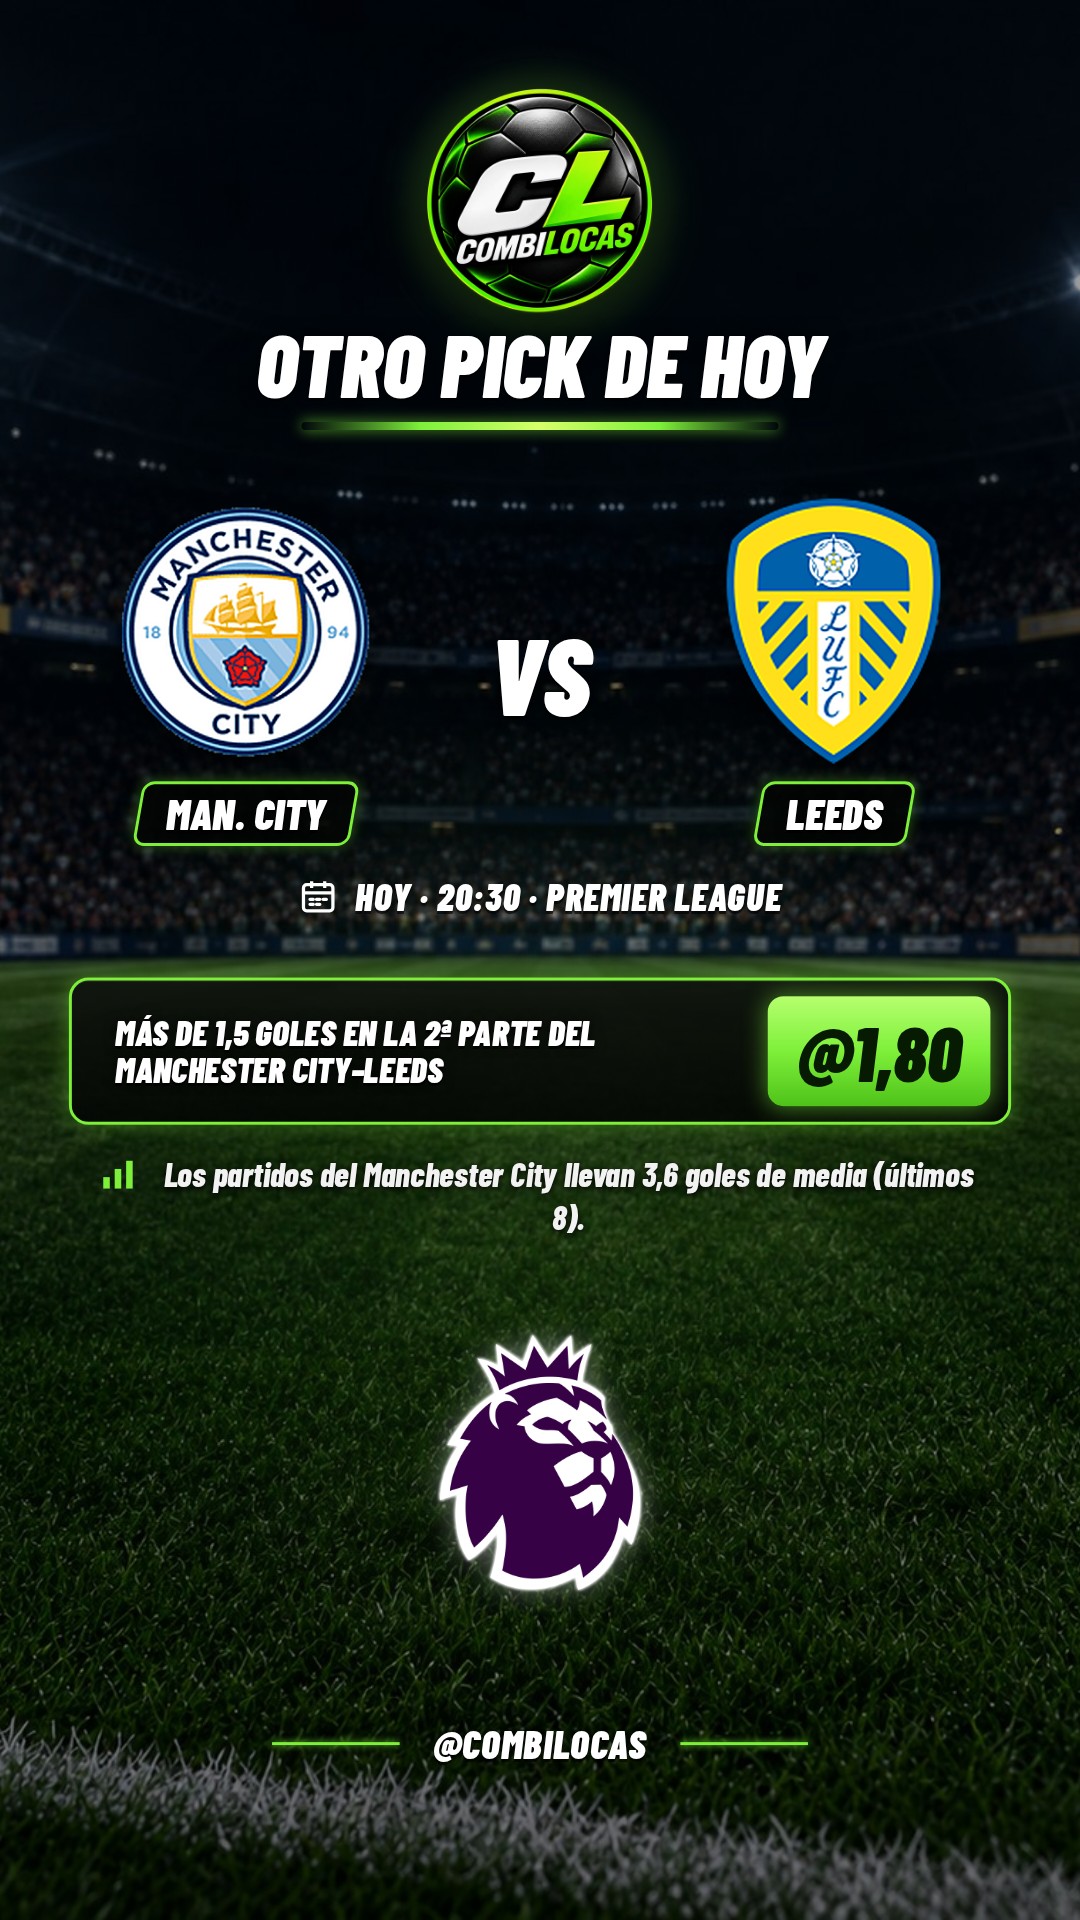 CL
COMBILOCAS
OTRO PICK DE HOY
MANCHESTER
18 94
CITY
LUFC
VS
MAN. CITY
LEEDS
HOY · 20:30 · PREMIER LEAGUE
MÁS DE 1,5 GOLES EN LA 2ª PARTE DEL
MANCHESTER CITY-LEEDS
@1,80
Los partidos del Manchester City llevan 3,6 goles de media (últimos
8).
@COMBILOCAS